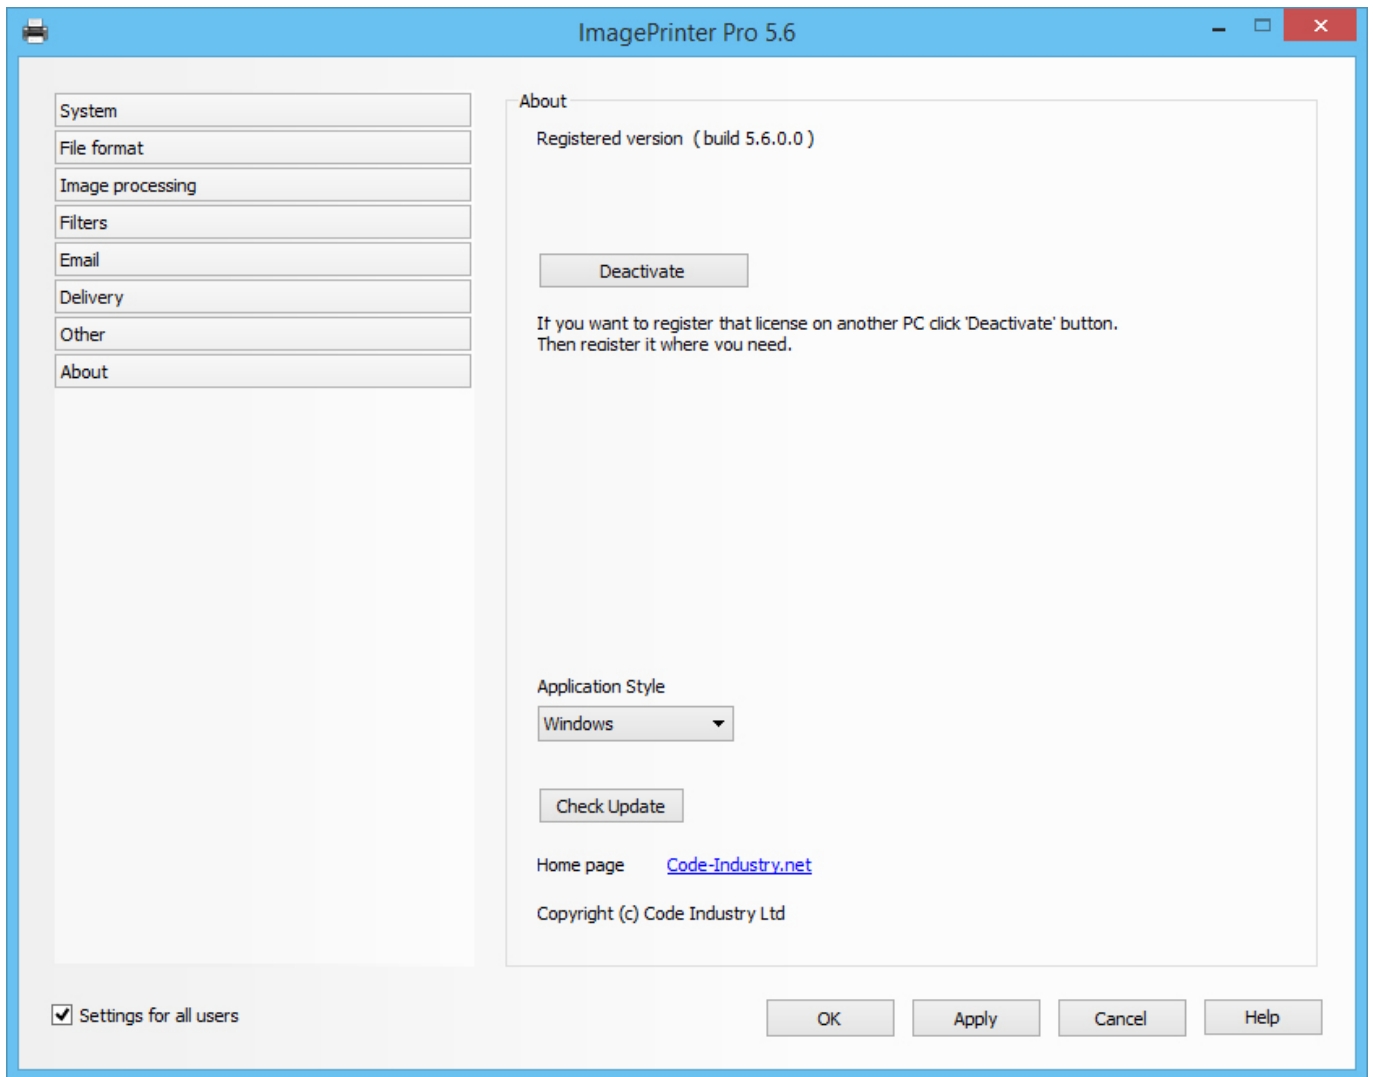 ImagePrinter Pro 5.6
System
File format
Image processing
Filters
Email
Delivery
Other
About
About
Registered version ( build 5.6.0.0 )
Deactivate
If you want to register that license on another PC click 'Deactivate' button.
Then register it where you need.
Application Style
Windows
Check Update
Home page Code-Industry.net
Copyright (c) Code Industry Ltd
Settings for all users
OK Apply Cancel Help